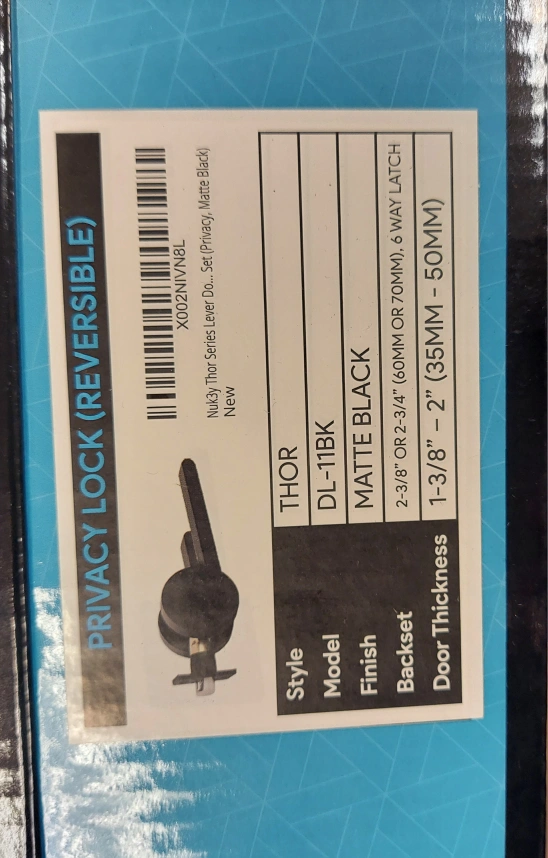 PRIVACY LOCK (REVERSIBLE)
X002NIVN8L
Nuk3y Thor Series Lever Do... Set (Privacy, Matte Black)
New
Style THOR
Model DL-11BK
Finish MATTE BLACK
Backset 2-3/8" OR 2-3/4" (60MM OR 70MM), 6 WAY LATCH
Door Thickness 1-3/8" – 2" (35MM – 50MM)